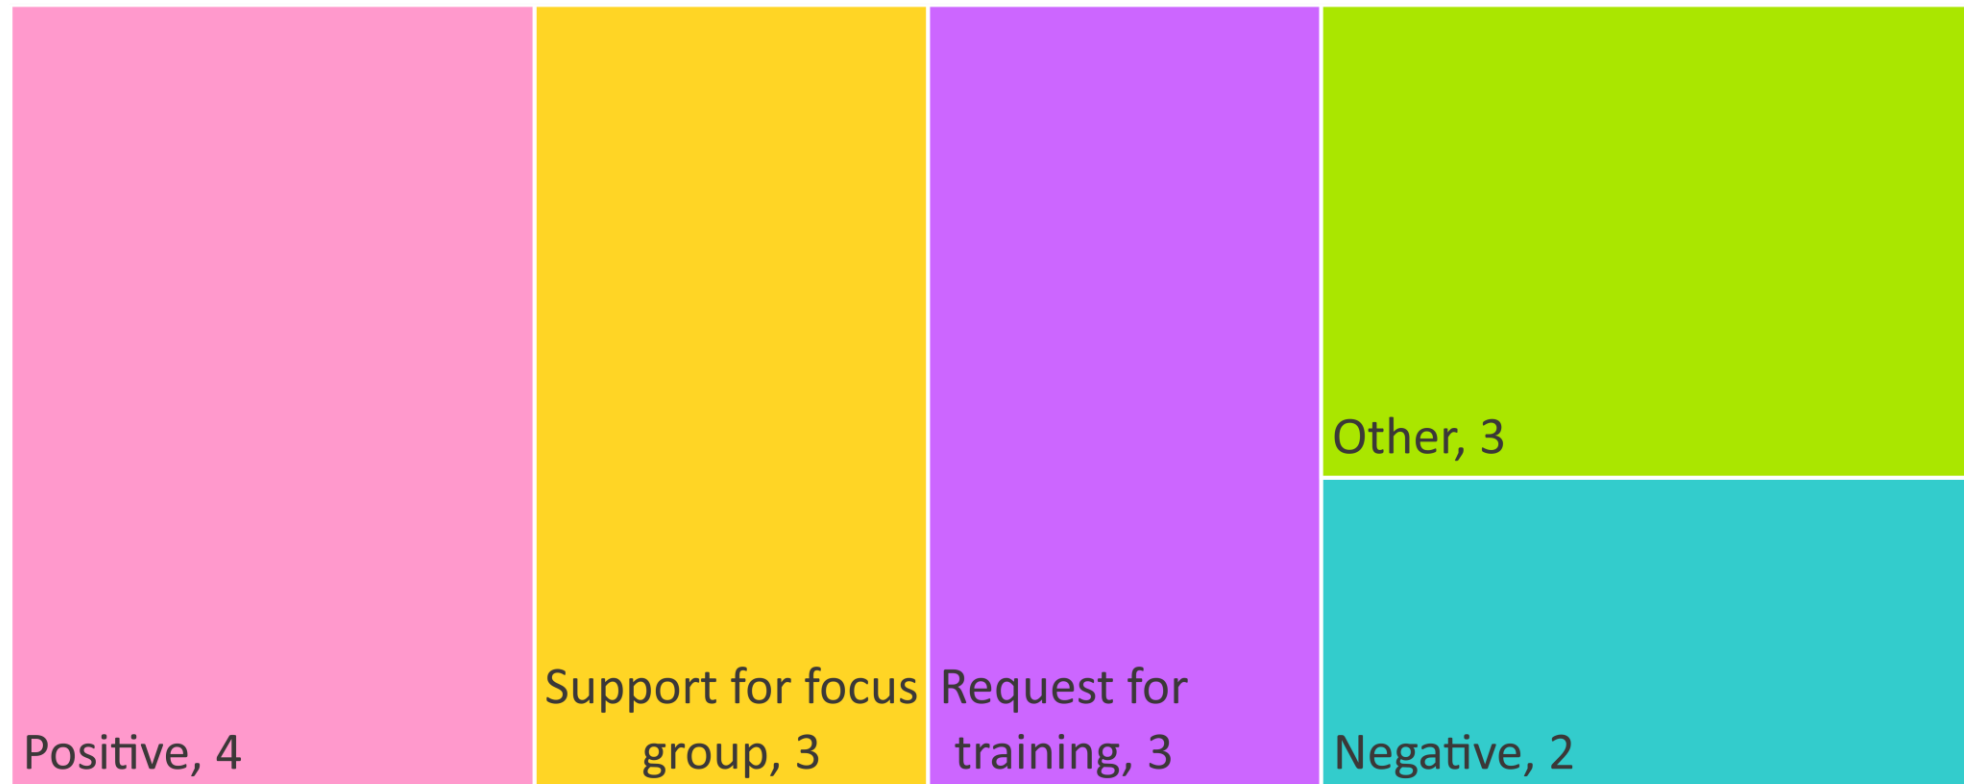 Positive, 4
Support for focus
group, 3
Request for
training, 3
Other, 3
Negative, 2